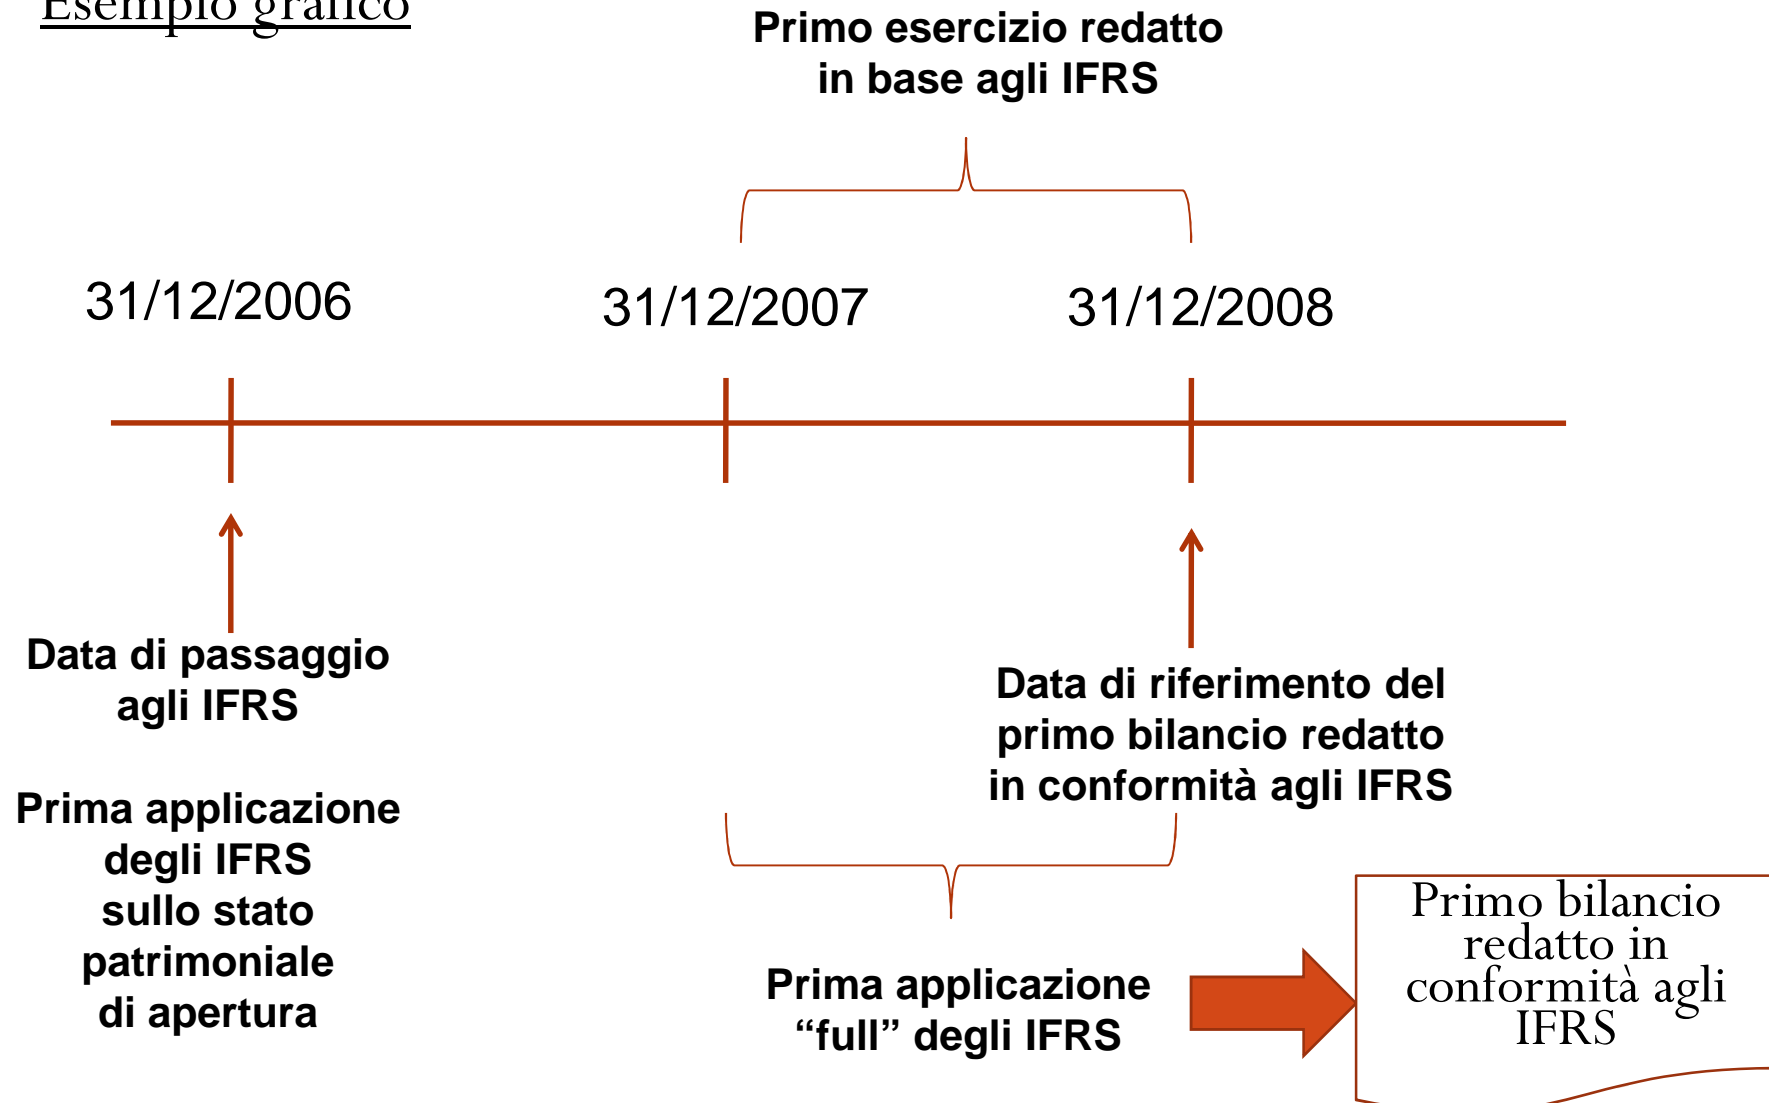 Esempio grafico
Primo esercizio redatto
in base agli IFRS
31/12/2006
31/12/2007
31/12/2008
Data di passaggio
agli IFRS
Prima applicazione
degli IFRS
sullo stato
patrimoniale
di apertura
Data di riferimento del
primo bilancio redatto
in conformità agli IFRS
Prima applicazione
“full” degli IFRS
Primo bilancio
redatto in
conformità agli
IFRS